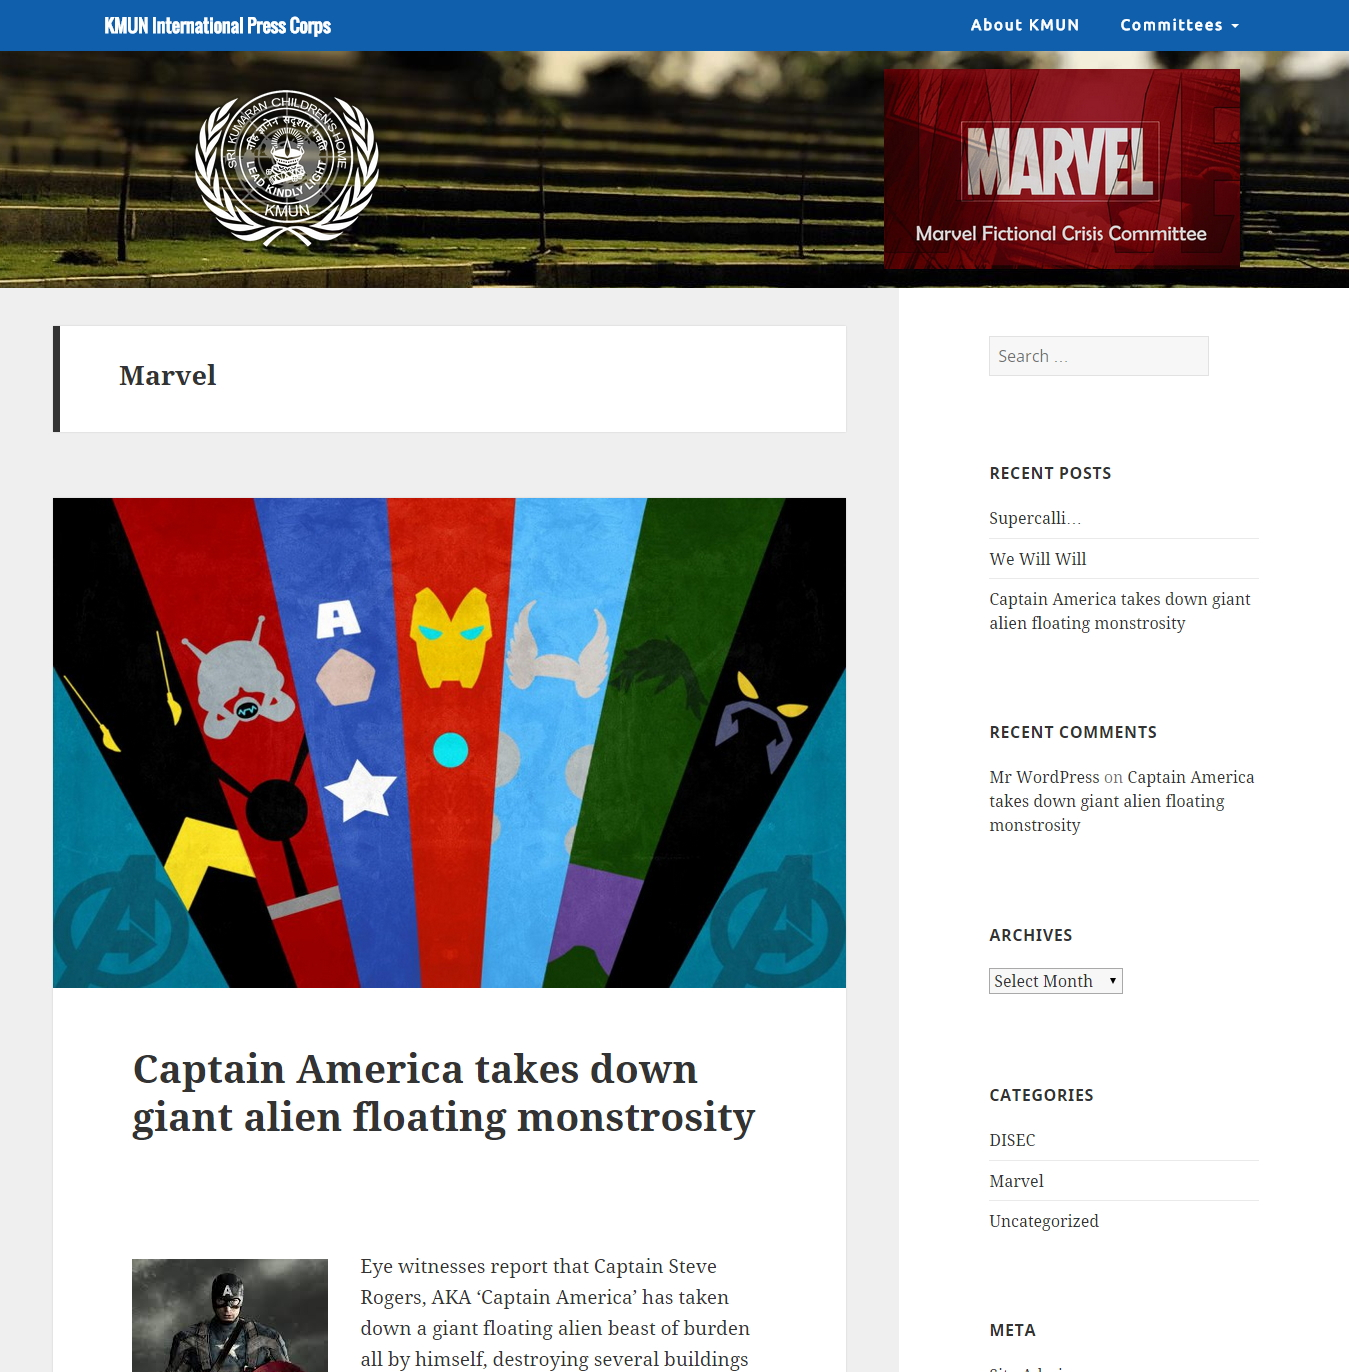 KMUN International Press Corps
About KMUN
Committees
SRI KUMARAN CHILDREN'S HOME
LEAD KINDLY LIGHT
KMUN
MARVEL
Marvel Fictional Crisis Committee
Marvel
A
Captain America takes down
giant alien floating monstrosity
A
Eye witnesses report that Captain Steve
Rogers, AKA ‘Captain America’ has taken
down a giant floating alien beast of burden
all by himself, destroying several buildings
Search …
RECENT POSTS
Supercalli…
We Will Will
Captain America takes down giant
alien floating monstrosity
RECENT COMMENTS
Mr WordPress on Captain America
takes down giant alien floating
monstrosity
ARCHIVES
Select Month
CATEGORIES
DISEC
Marvel
Uncategorized
META